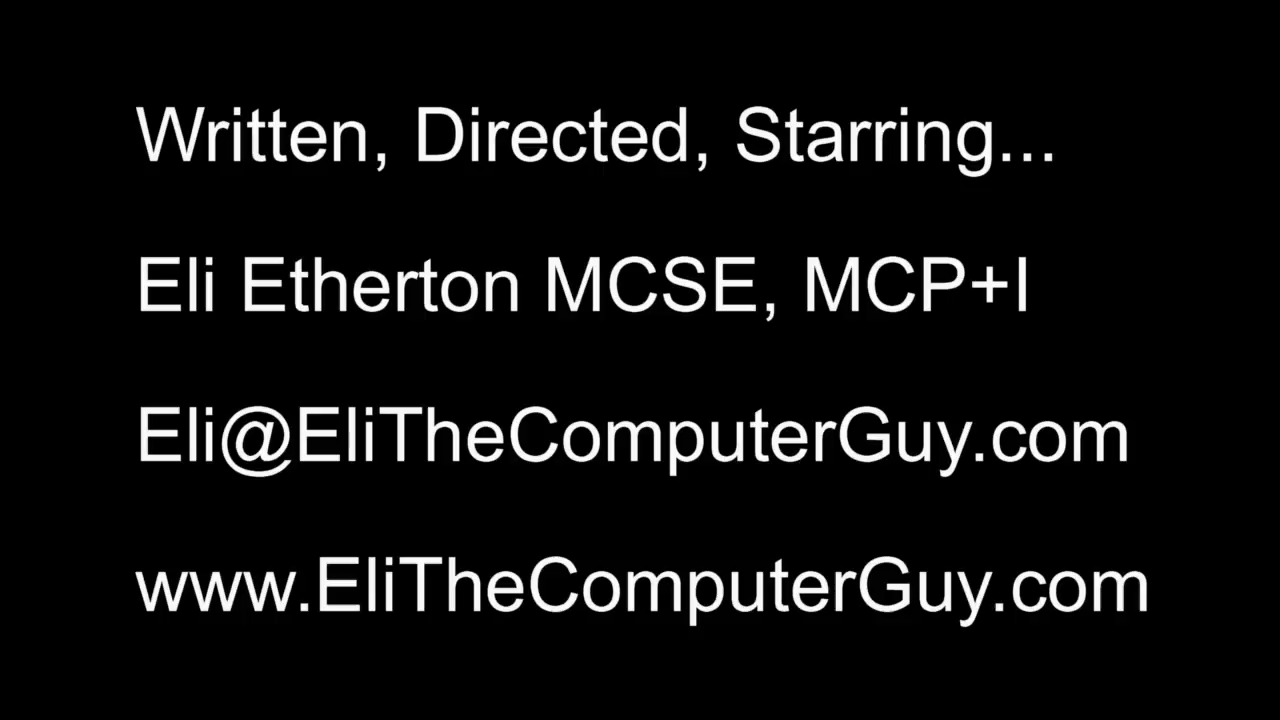 Written, Directed, Starring...
Eli Etherton MCSE, MCP+I
Eli@EliTheComputerGuy.com
www.EliTheComputerGuy.com